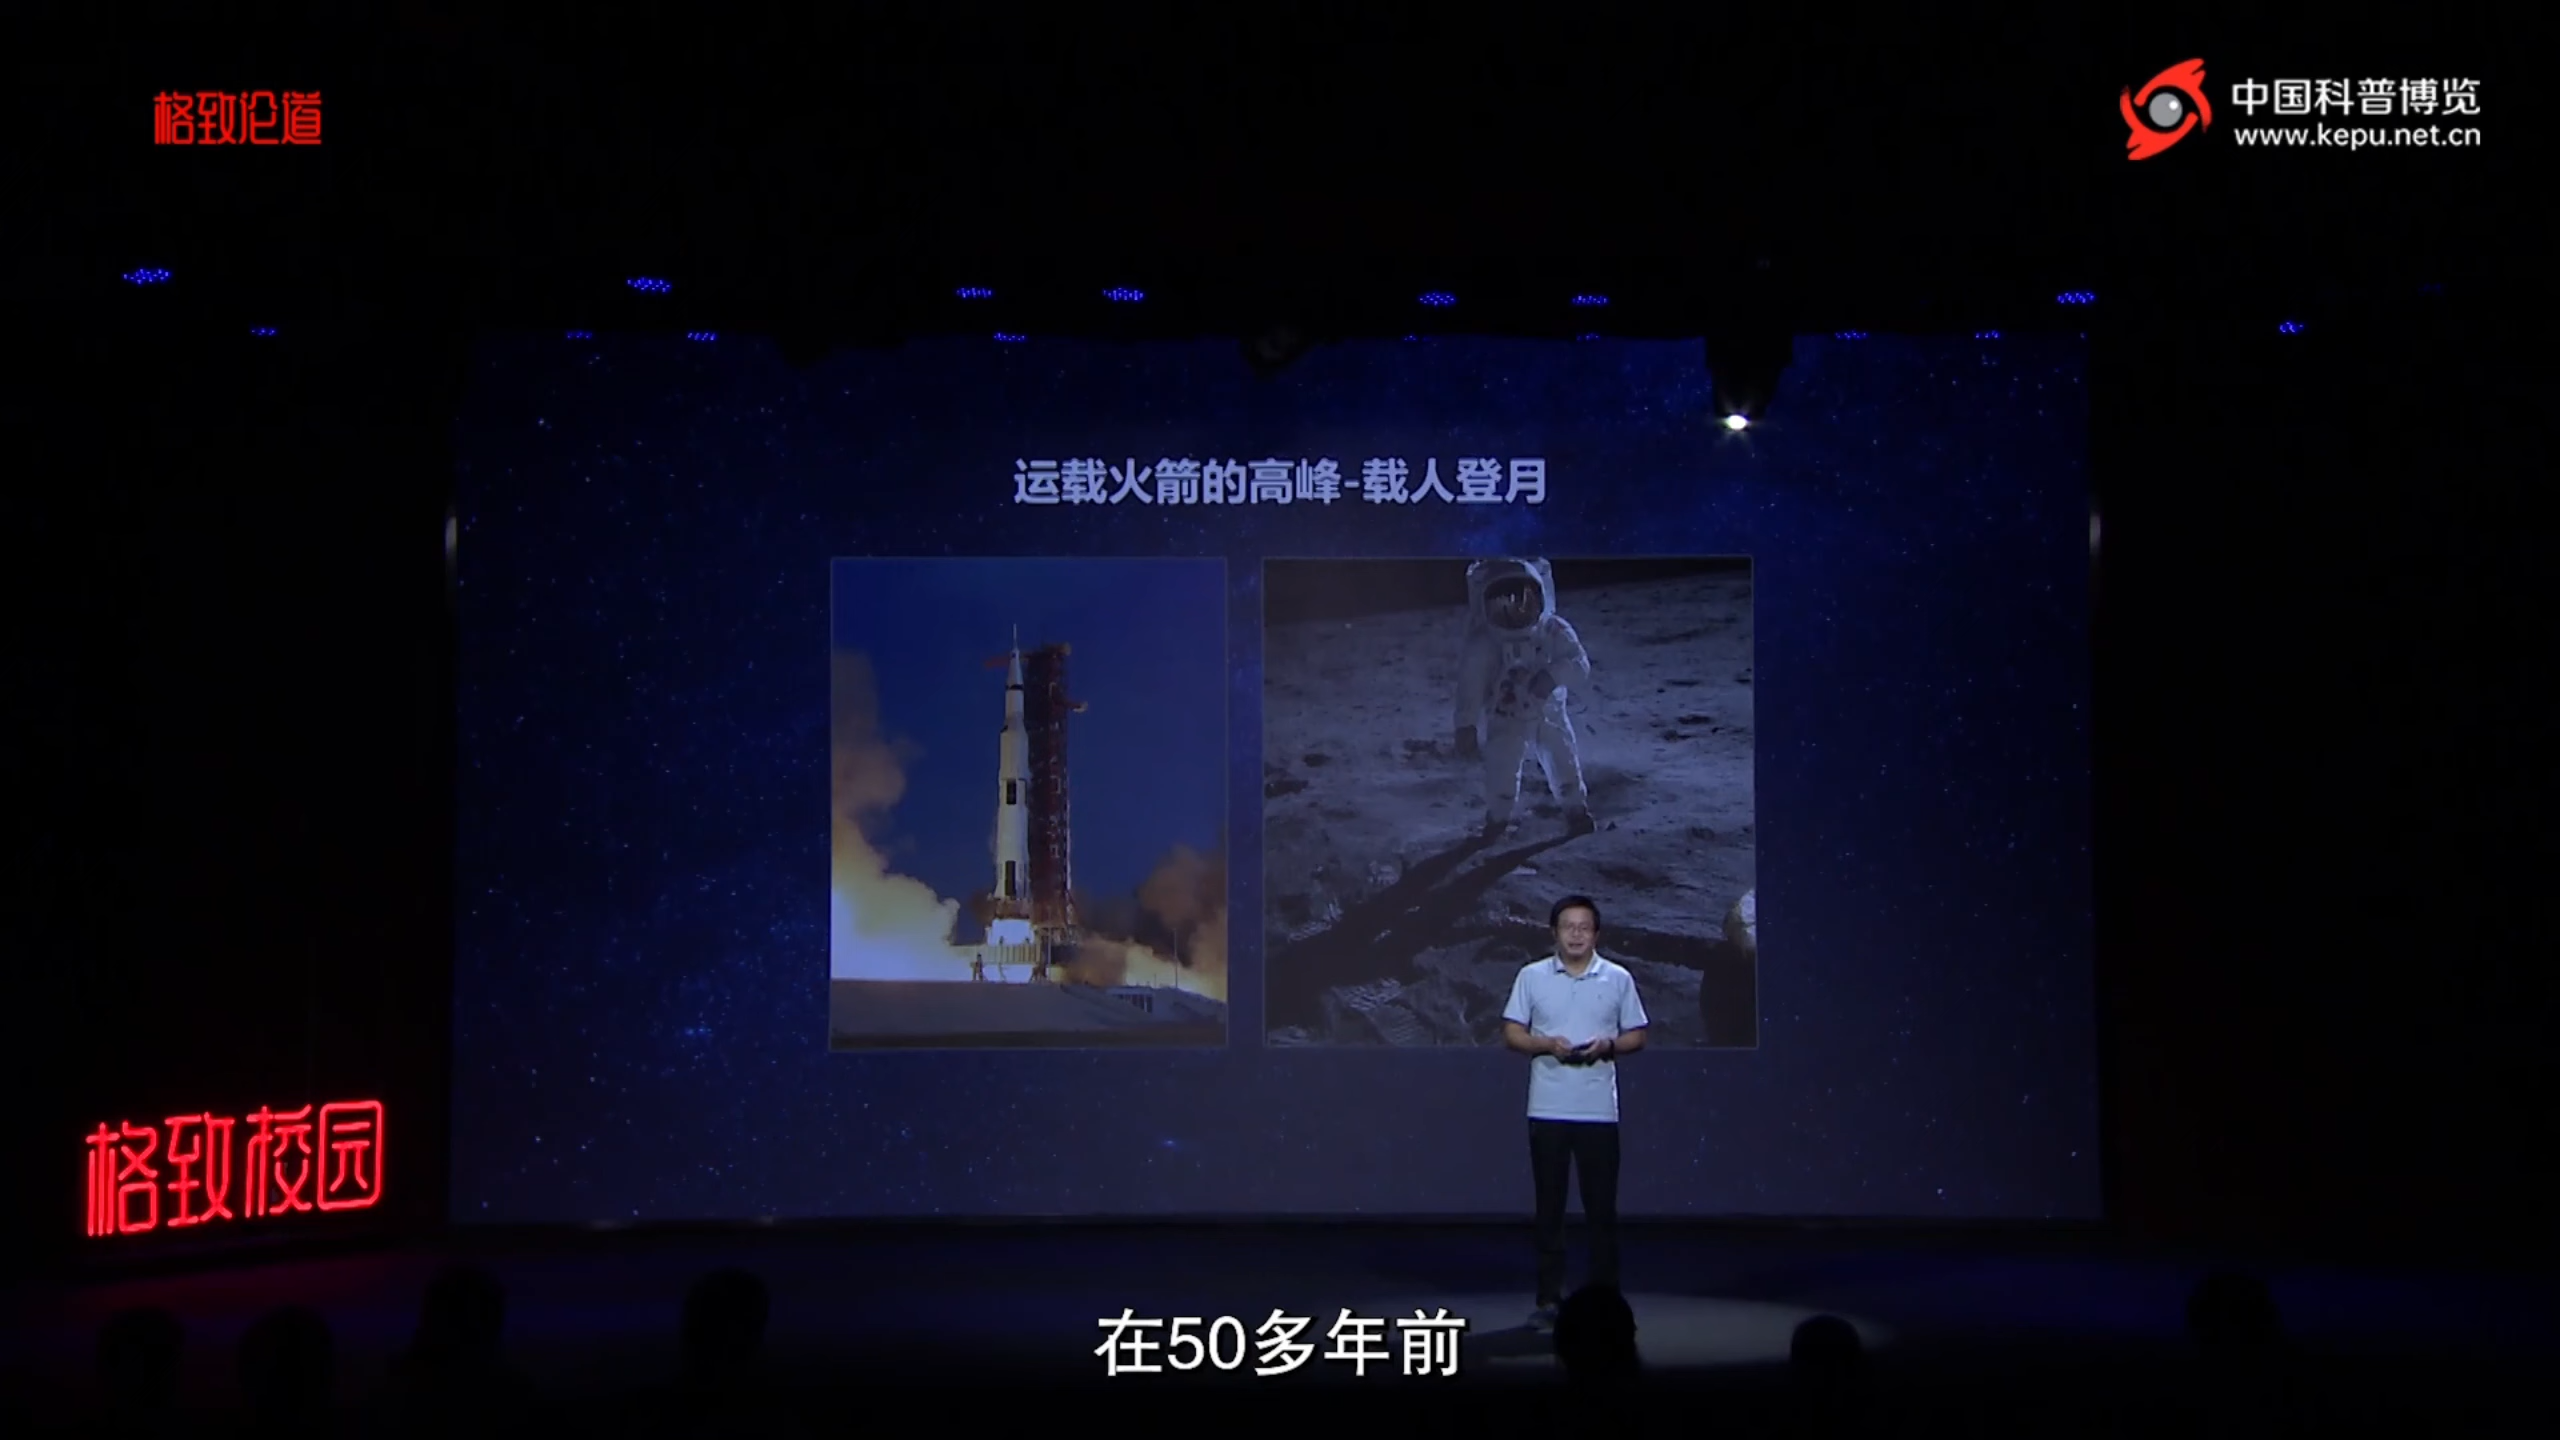 格致论道
中国科普博览
www.kepu.net.cn
运载火箭的高峰-载人登月
格致校园
在50多年前